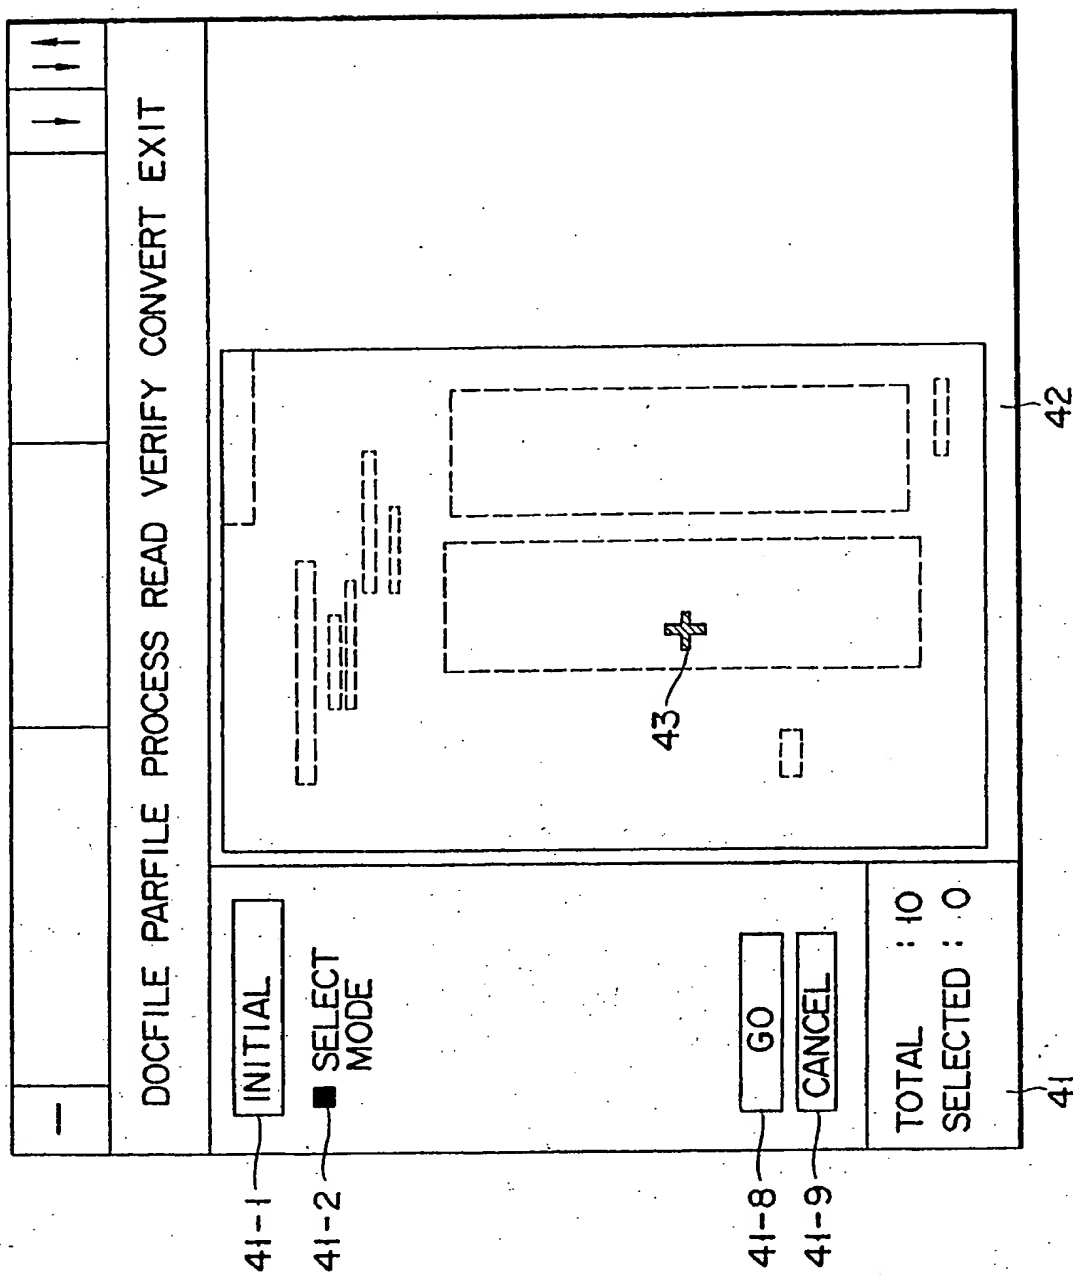 DOCFILE PARFILE PROCESS READ VERIFY CONVERT EXIT
41-1
INITIAL
41-2
SELECT
MODE
43
41-8
GO
41-9
CANCEL
TOTAL : 10
SELECTED : 0
41
42